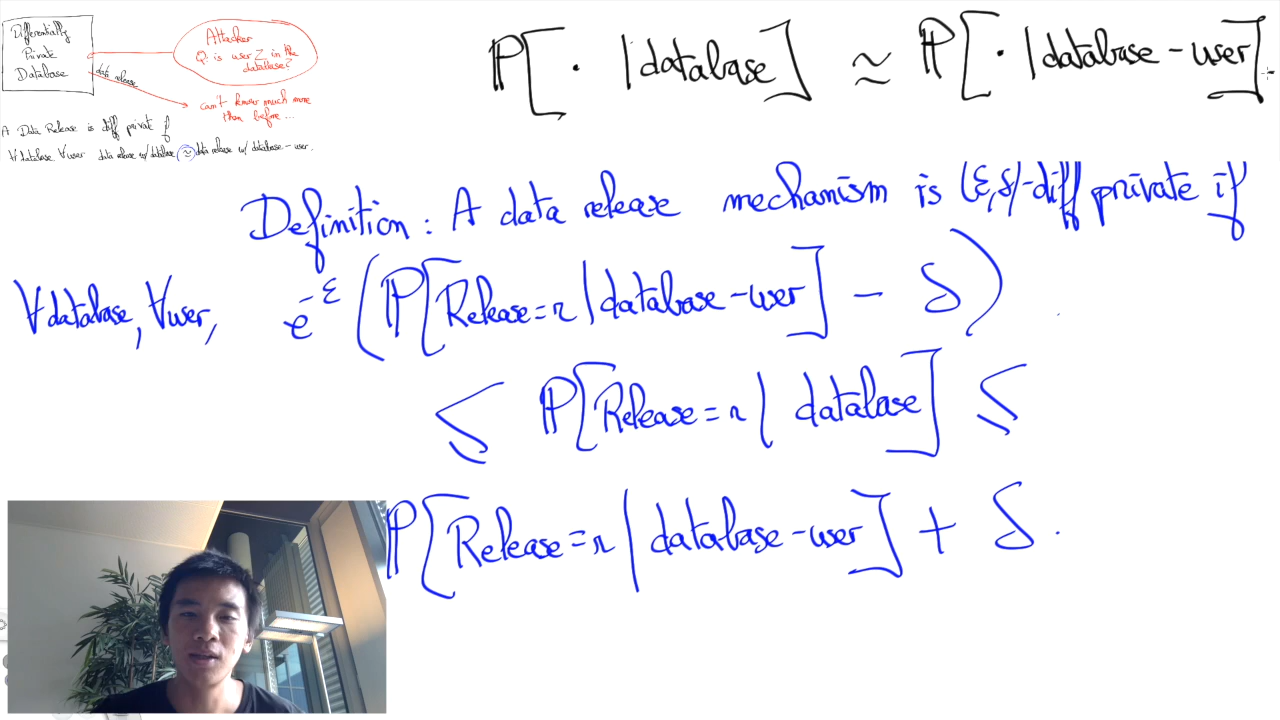 Differentially
Private
Database
data release
Attacker
Q: is user Z in the
database?
can't know much more
than before...
A Data Release is diff private if
∀database, ∀user data release w/ database ≈ data release w/ database - user.
ℙ[ · | database ] ≈ ℙ[ · | database - user ].
Definition: A data release mechanism is (ε,δ)-diff private if
∀database, ∀user, e^-ε (ℙ[Release = r | database - user] - δ)
≤ ℙ[Release = r | database] ≤
ℙ[Release = r | database - user] + δ.